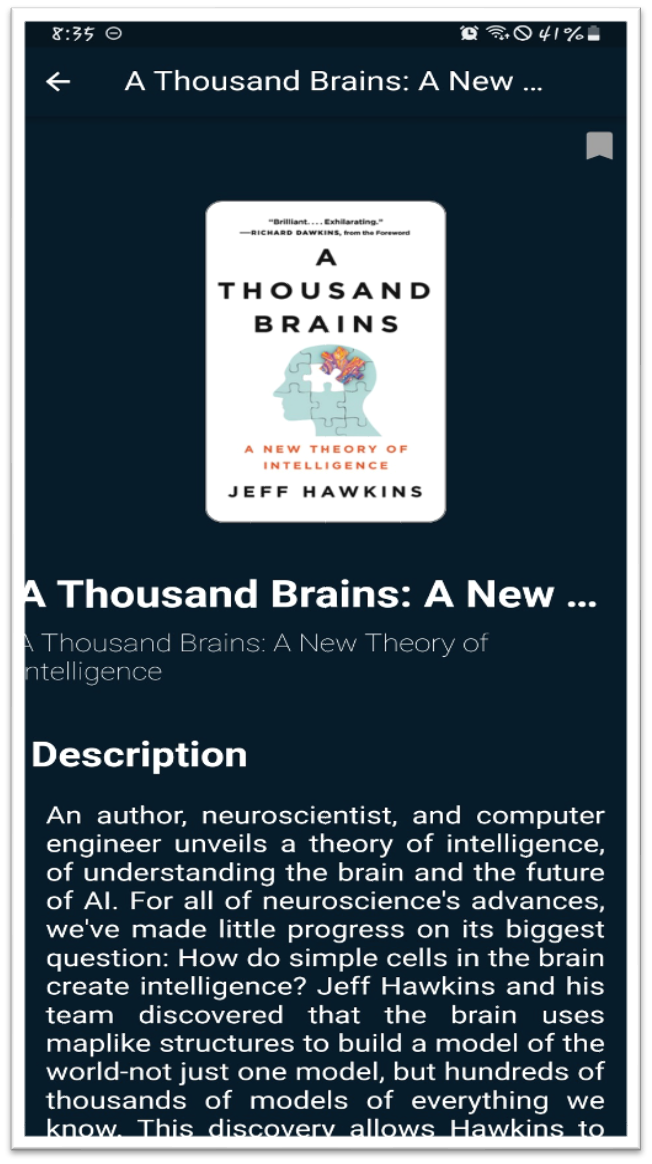 8:35 41%
A Thousand Brains: A New ...
"Brilliant. . . . Exhilarating."
—RICHARD DAWKINS, from the Foreword
A
THOUSAND
BRAINS
A NEW THEORY OF
INTELLIGENCE
JEFF HAWKINS
A Thousand Brains: A New ...
A Thousand Brains: A New Theory of
ntelligence
Description
An author, neuroscientist, and computer
engineer unveils a theory of intelligence,
of understanding the brain and the future
of AI. For all of neuroscience's advances,
we've made little progress on its biggest
question: How do simple cells in the brain
create intelligence? Jeff Hawkins and his
team discovered that the brain uses
maplike structures to build a model of the
world-not just one model, but hundreds of
thousands of models of everything we
know. This discovery allows Hawkins to